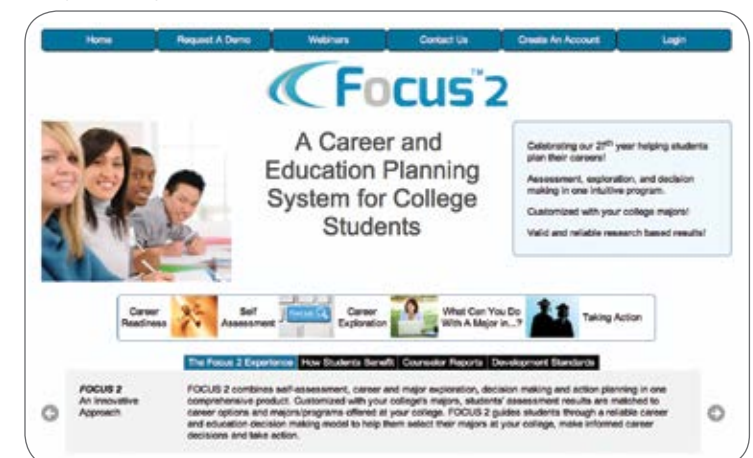 Home Request A Demo Webinars Contact Us Create An Account Login
Focus™2
A Career and
Education Planning
System for College
Students
Celebrating our 21th year helping students
plan their careers!
Assessment, exploration, and decision
making in one intuitive program.
Customized with your college majors!
Valid and reliable research based results!
Career
Readiness
Self
Assessment
FOCUS
Career
Exploration
What Can You Do
With A Major in...?
Taking Action
The Focus 2 Experience How Students Benefit Counselor Reports Development Standards
FOCUS 2
An Innovative
Approach
FOCUS 2 combines self-assessment, career and major exploration, decision making and action planning in one
comprehensive product. Customized with your college's majors, students' assessment results are matched to
career options and majors/programs offered at your college. FOCUS 2 guides students through a reliable career
and education decision making model to help them select their majors at your college, make informed career
decisions and take action.